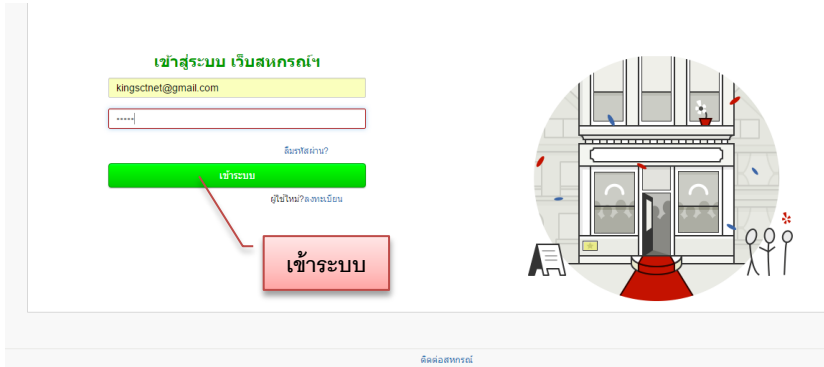 เข้าสู่ระบบ เว็บสหกรณ์ฯ
kingsctnet@gmail.com
-----
ลืมรหัสผ่าน?
เข้าระบบ
ผู้ใช้ใหม่?ลงทะเบียน
เข้าระบบ
ติดต่อสหกรณ์